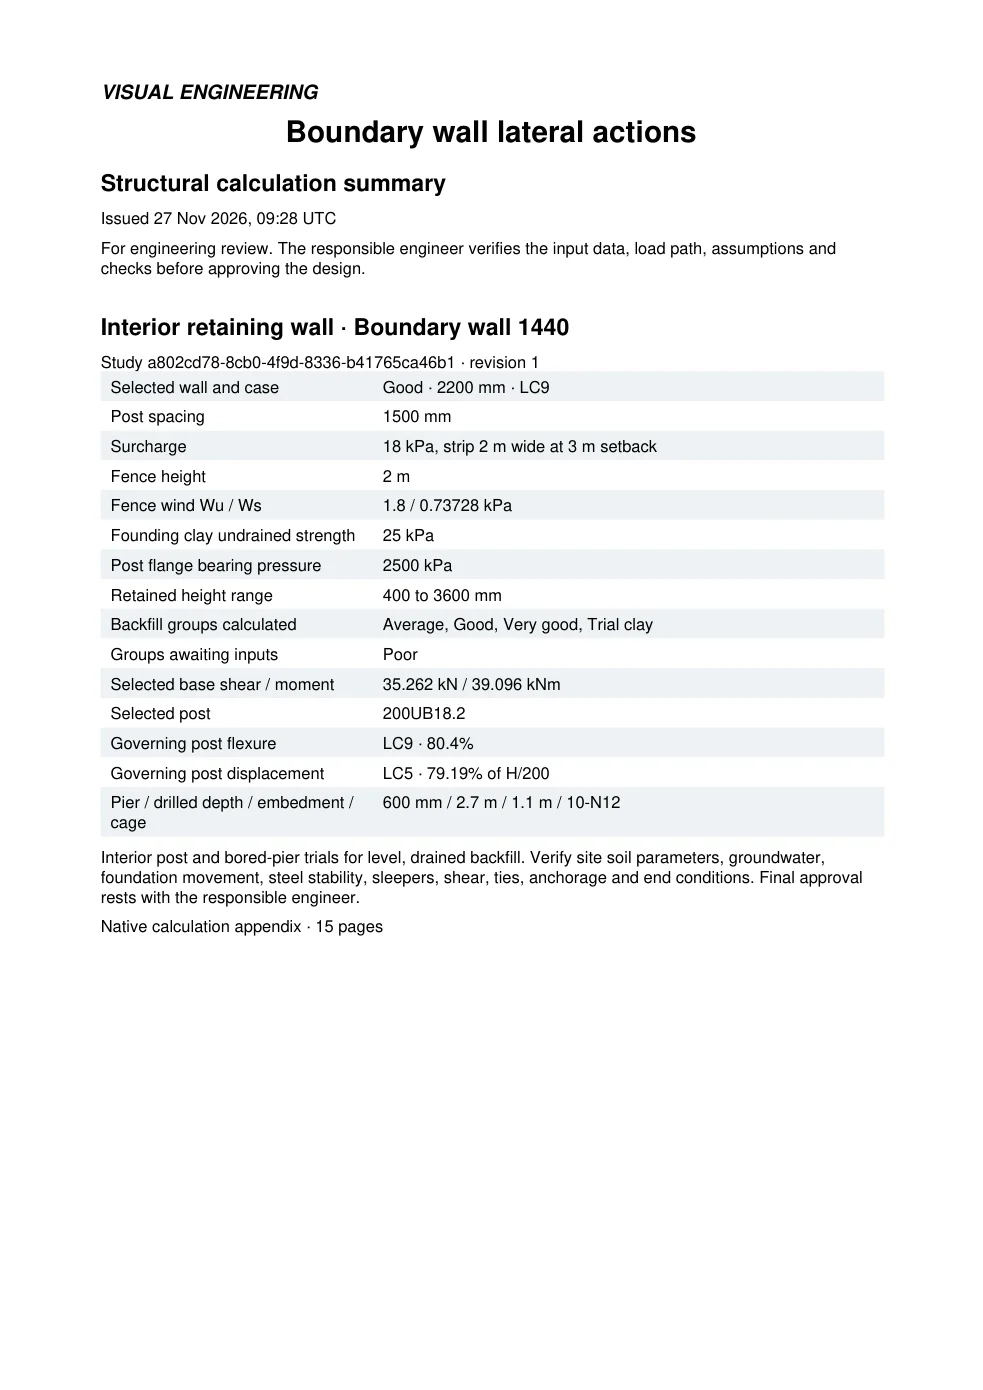 VISUAL ENGINEERING
Boundary wall lateral actions
Structural calculation summary
Issued 27 Nov 2026, 09:28 UTC
For engineering review. The responsible engineer verifies the input data, load path, assumptions and
checks before approving the design.
Interior retaining wall · Boundary wall 1440
Study a802cd78-8cb0-4f9d-8336-b41765ca46b1 · revision 1
Selected wall and case Good · 2200 mm · LC9
Post spacing 1500 mm
Surcharge 18 kPa, strip 2 m wide at 3 m setback
Fence height 2 m
Fence wind Wu / Ws 1.8 / 0.73728 kPa
Founding clay undrained strength 25 kPa
Post flange bearing pressure 2500 kPa
Retained height range 400 to 3600 mm
Backfill groups calculated Average, Good, Very good, Trial clay
Groups awaiting inputs Poor
Selected base shear / moment 35.262 kN / 39.096 kNm
Selected post 200UB18.2
Governing post flexure LC9 · 80.4%
Governing post displacement LC5 · 79.19% of H/200
Pier / drilled depth / embedment / 600 mm / 2.7 m / 1.1 m / 10-N12
cage
Interior post and bored-pier trials for level, drained backfill. Verify site soil parameters, groundwater,
foundation movement, steel stability, sleepers, shear, ties, anchorage and end conditions. Final approval
rests with the responsible engineer.
Native calculation appendix · 15 pages